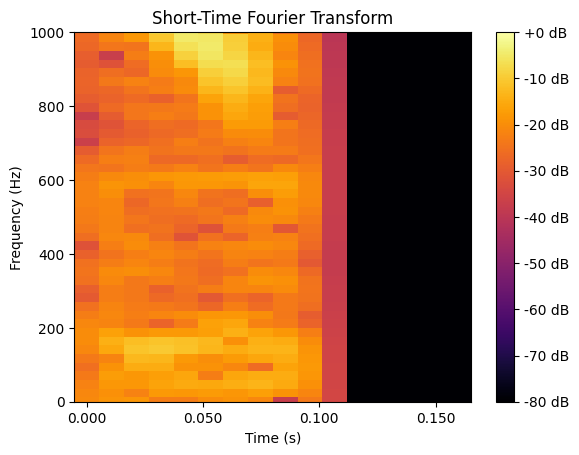 Short-Time Fourier Transform
1000
800
600
400
200
0
Frequency (Hz)
0.000
0.050
0.100
0.150
Time (s)
+0 dB
-10 dB
-20 dB
-30 dB
-40 dB
-50 dB
-60 dB
-70 dB
-80 dB